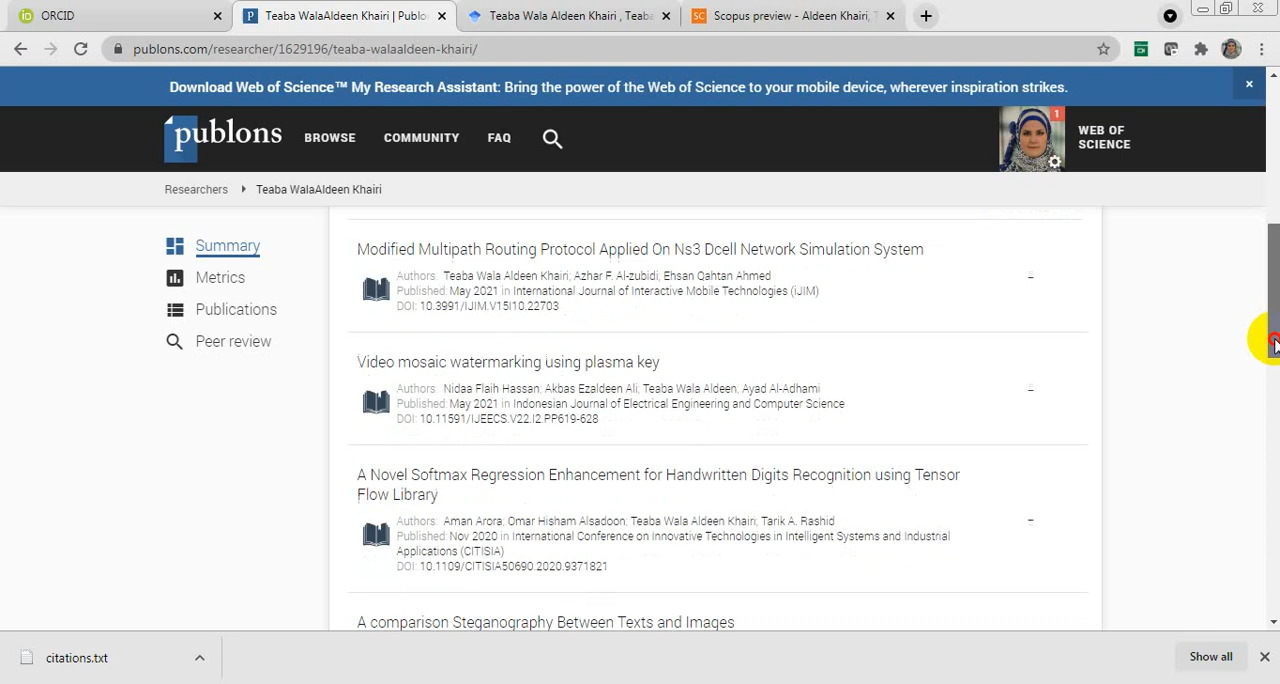 ORCID
Teaba WalaAldeen Khairi | Publo
Teaba Wala Aldeen Khairi , Teaba
SC Scopus preview - Aldeen Khairi, T
publons.com/researcher/1629196/teaba-walaaldeen-khairi/
Download Web of Science™ My Research Assistant: Bring the power of the Web of Science to your mobile device, wherever inspiration strikes.
publons BROWSE COMMUNITY FAQ
1
WEB OF
SCIENCE
Researchers Teaba WalaAldeen Khairi
Summary
Metrics
Publications
Peer review
Modified Multipath Routing Protocol Applied On Ns3 Dcell Network Simulation System
Authors: Teaba Wala Aldeen Khairi; Azhar F. Al-zubidi; Ehsan Qahtan Ahmed
Published: May 2021 in International Journal of Interactive Mobile Technologies (iJIM)
DOI: 10.3991/IJIM.V15I10.22703
Video mosaic watermarking using plasma key
Authors: Nidaa Flaih Hassan; Akbas Ezaldeen Ali; Teaba Wala Aldeen; Ayad Al-Adhami
Published: May 2021 in Indonesian Journal of Electrical Engineering and Computer Science
DOI: 10.11591/IJEECS.V22.I2.PP619-628
A Novel Softmax Regression Enhancement for Handwritten Digits Recognition using Tensor
Flow Library
Authors: Aman Arora; Omar Hisham Alsadoon; Teaba Wala Aldeen Khairi; Tarik A. Rashid
Published: Nov 2020 in International Conference on Innovative Technologies in Intelligent Systems and Industrial
Applications (CITISIA)
DOI: 10.1109/CITISIA50690.2020.9371821
A comparison Steganography Between Texts and Images
citations.txt
Show all